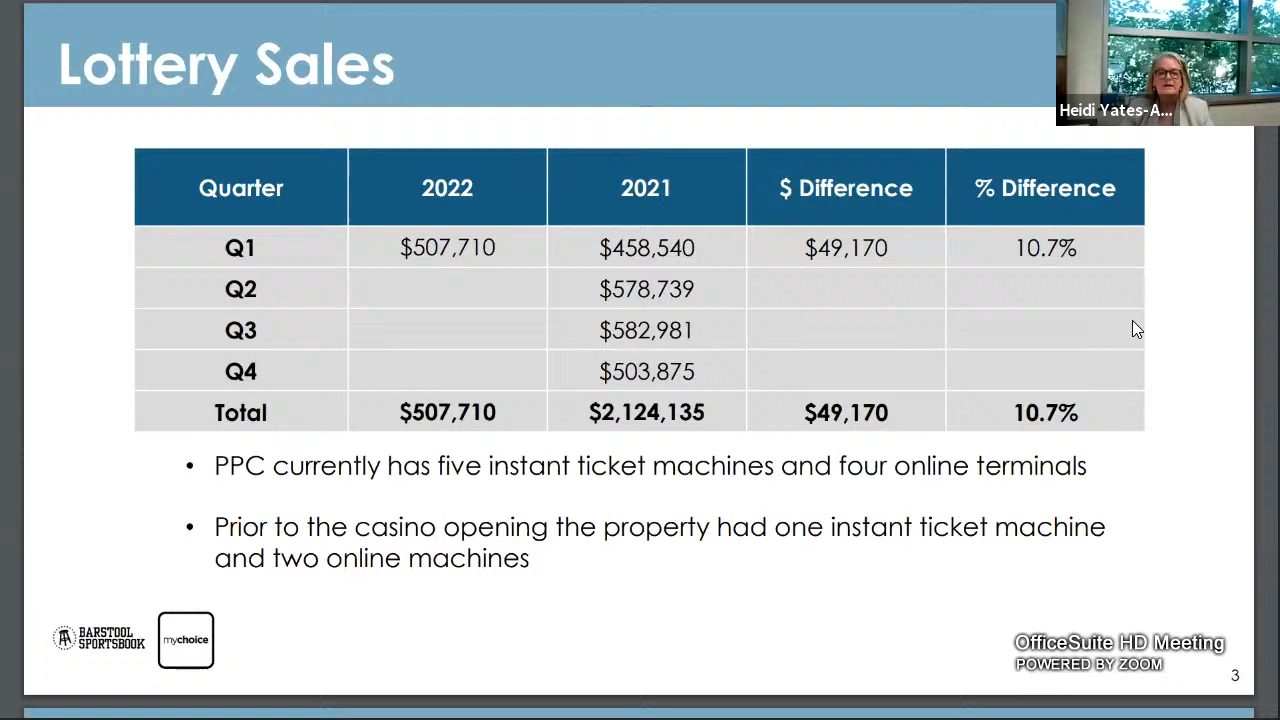 Lottery Sales
Heidi Yates-A...
Quarter 2022 2021 $ Difference % Difference
Q1 $507,710 $458,540 $49,170 10.7%
Q2 $578,739
Q3 $582,981
Q4 $503,875
Total $507,710 $2,124,135 $49,170 10.7%
• PPC currently has five instant ticket machines and four online terminals
• Prior to the casino opening the property had one instant ticket machine
and two online machines
BARSTOOL
SPORTSBOOK
mychoice
OfficeSuite HD Meeting
POWERED BY ZOOM
3